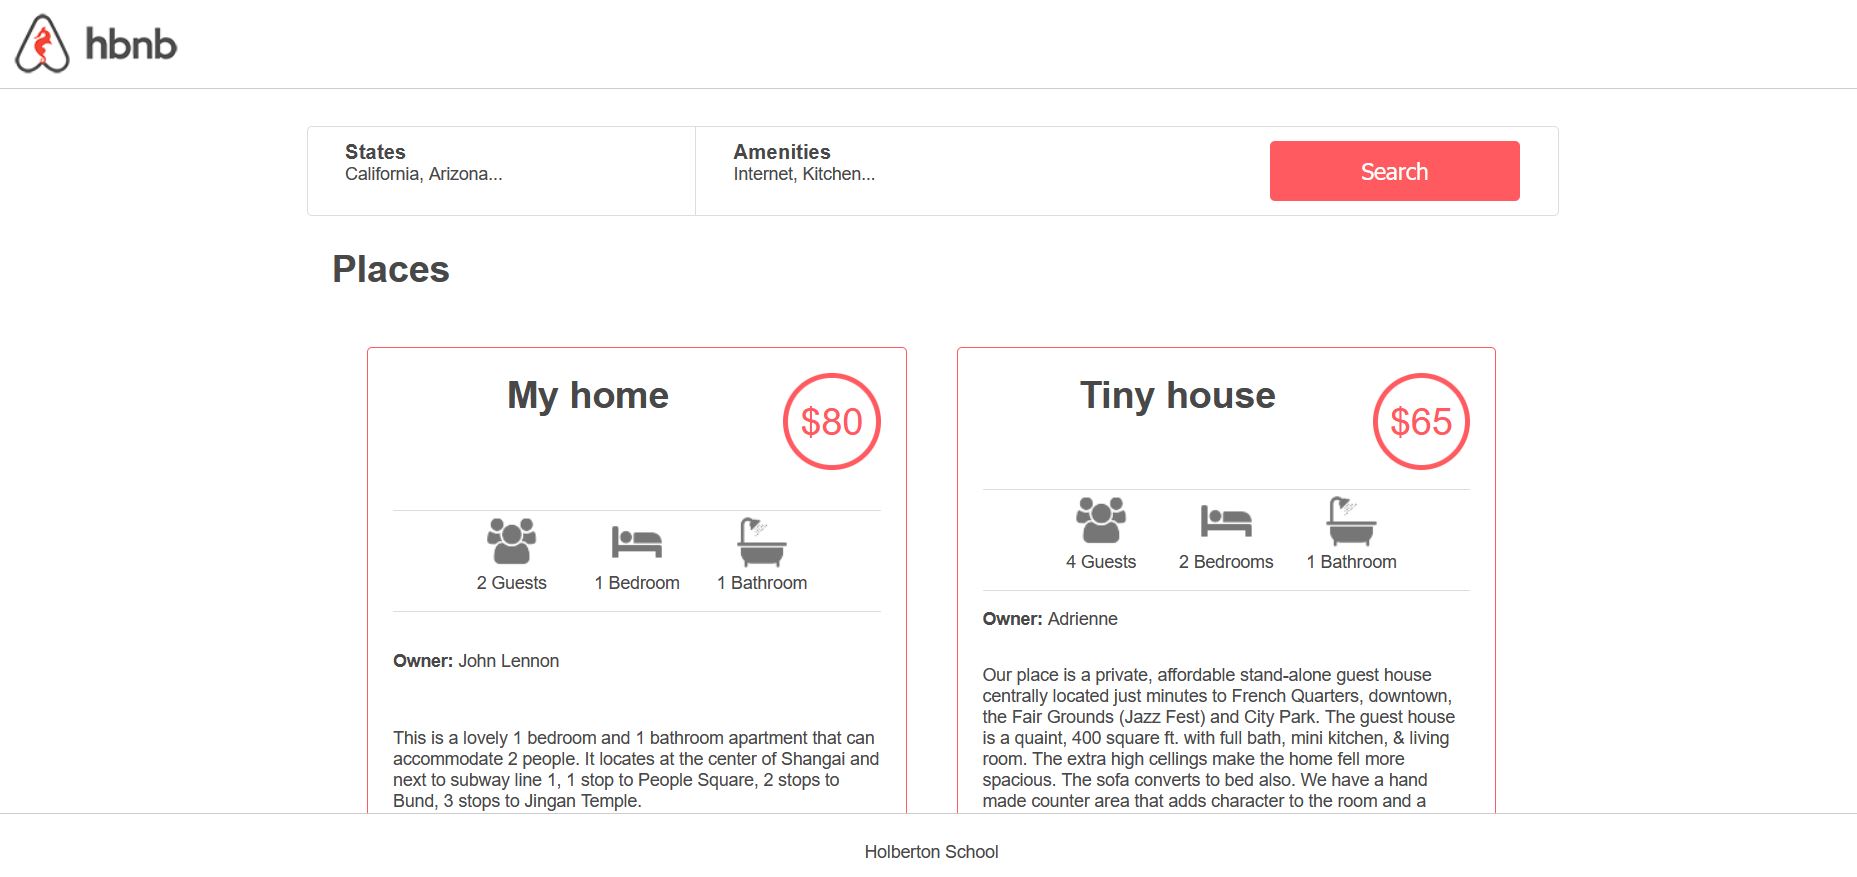 hbnb
States
California, Arizona...
Amenities
Internet, Kitchen...
Search
Places
My home
$80
2 Guests
1 Bedroom
1 Bathroom
Owner: John Lennon
This is a lovely 1 bedroom and 1 bathroom apartment that can
accommodate 2 people. It locates at the center of Shangai and
next to subway line 1, 1 stop to People Square, 2 stops to
Bund, 3 stops to Jingan Temple.
Tiny house
$65
4 Guests
2 Bedrooms
1 Bathroom
Owner: Adrienne
Our place is a private, affordable stand-alone guest house
centrally located just minutes to French Quarters, downtown,
the Fair Grounds (Jazz Fest) and City Park. The guest house
is a quaint, 400 square ft. with full bath, mini kitchen, & living
room. The extra high cellings make the home fell more
spacious. The sofa converts to bed also. We have a hand
made counter area that adds character to the room and a
Holberton School